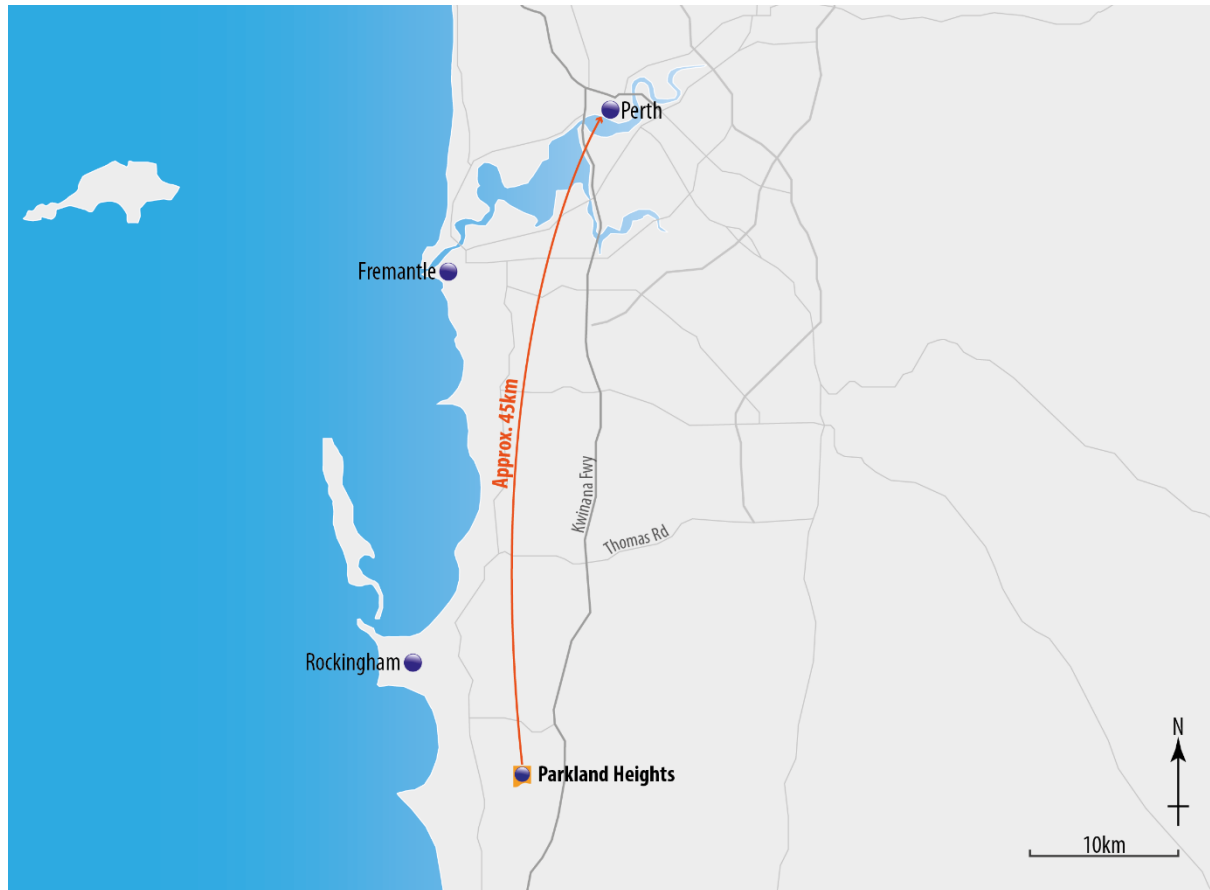 Perth
Fremantle
Approx. 45km
Kwinana Fwy
Thomas Rd
Rockingham
N
Parkland Heights
10km